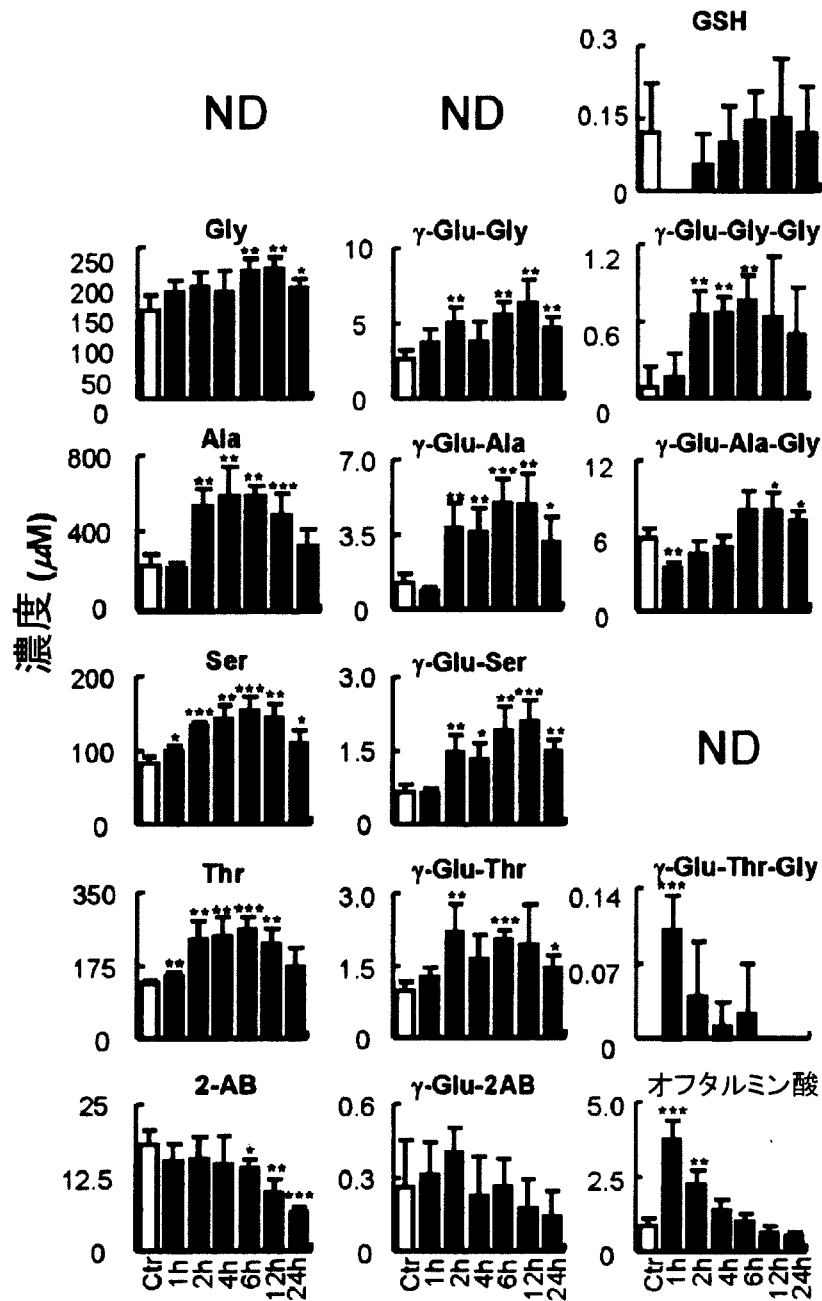 GSH
0.3
0.15
0
ND
ND
Gly
250
200
150
100
50
0
** ** *
γ-Glu-Gly
10
5
0
** ** ** **
γ-Glu-Gly-Gly
1.2
0.6
0
** ** **
Ala
800
400
0
** ** ** ***
γ-Glu-Ala
7.0
3.5
0
** ** *** ** *
γ-Glu-Ala-Gly
12
6
0
** * *
濃度 (μM)
Ser
200
100
0
* *** ** *** ** *
γ-Glu-Ser
3.0
1.5
0
** * ** *** **
ND
Thr
350
175
0
** ** ** *** **
γ-Glu-Thr
3.0
1.5
0
** *** *
γ-Glu-Thr-Gly
0.14
0.07
0
***
2-AB
25
12.5
0
* ** ***
γ-Glu-2AB
0.6
0.3
0
オフタルミン酸
5.0
2.5
0
*** **
Ctr 1h 2h 4h 6h 12h 24h
Ctr 1h 2h 4h 6h 12h 24h
Ctr 1h 2h 4h 6h 12h 24h